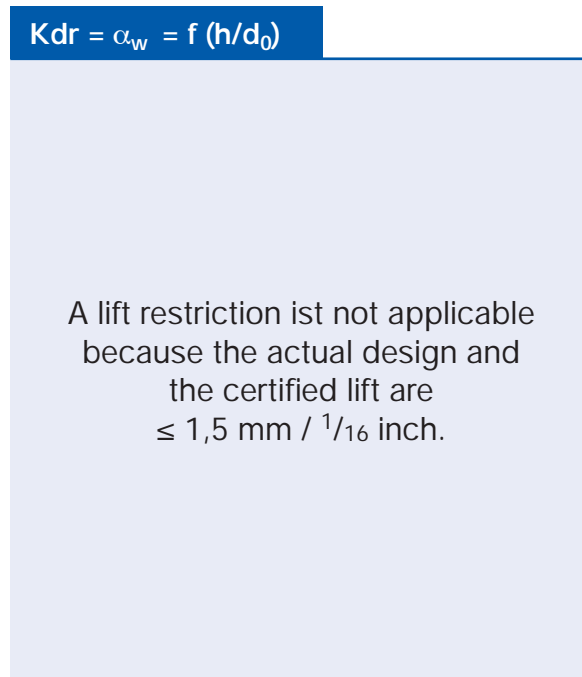 Kdr = α_w = f (h/d₀)
A lift restriction ist not applicable
because the actual design and
the certified lift are
≤ 1,5 mm / ¹/₁₆ inch.